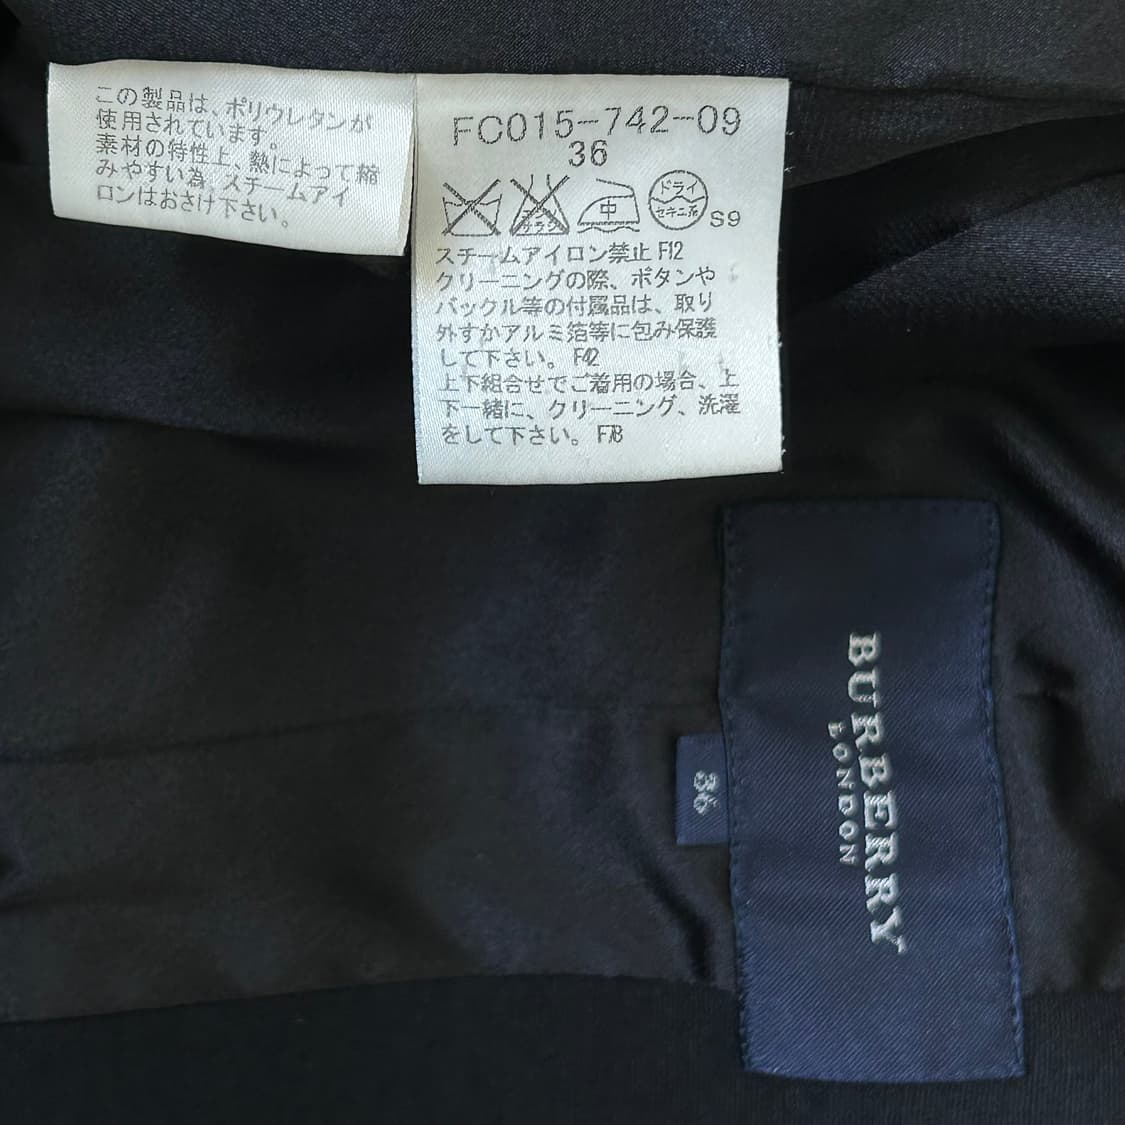 この製品は、ポリウレタンが
使用されています。
素材の特性上、熱によって縮
みやすい為、スチームアイ
ロンはおさけ下さい。
FC015-742-09
36
エンソ
サラシ
中
ドライ
セキユ系
S9
スチームアイロン禁止 F12
クリーニングの際、ボタンや
バックル等の付属品は、取り
外すかアルミ箔等に包み保護
して下さい。 F42
上下組合せでご着用の場合、上
下一緒に、クリーニング、洗濯
をして下さい。 F78
BURBERRY
LONDON
36